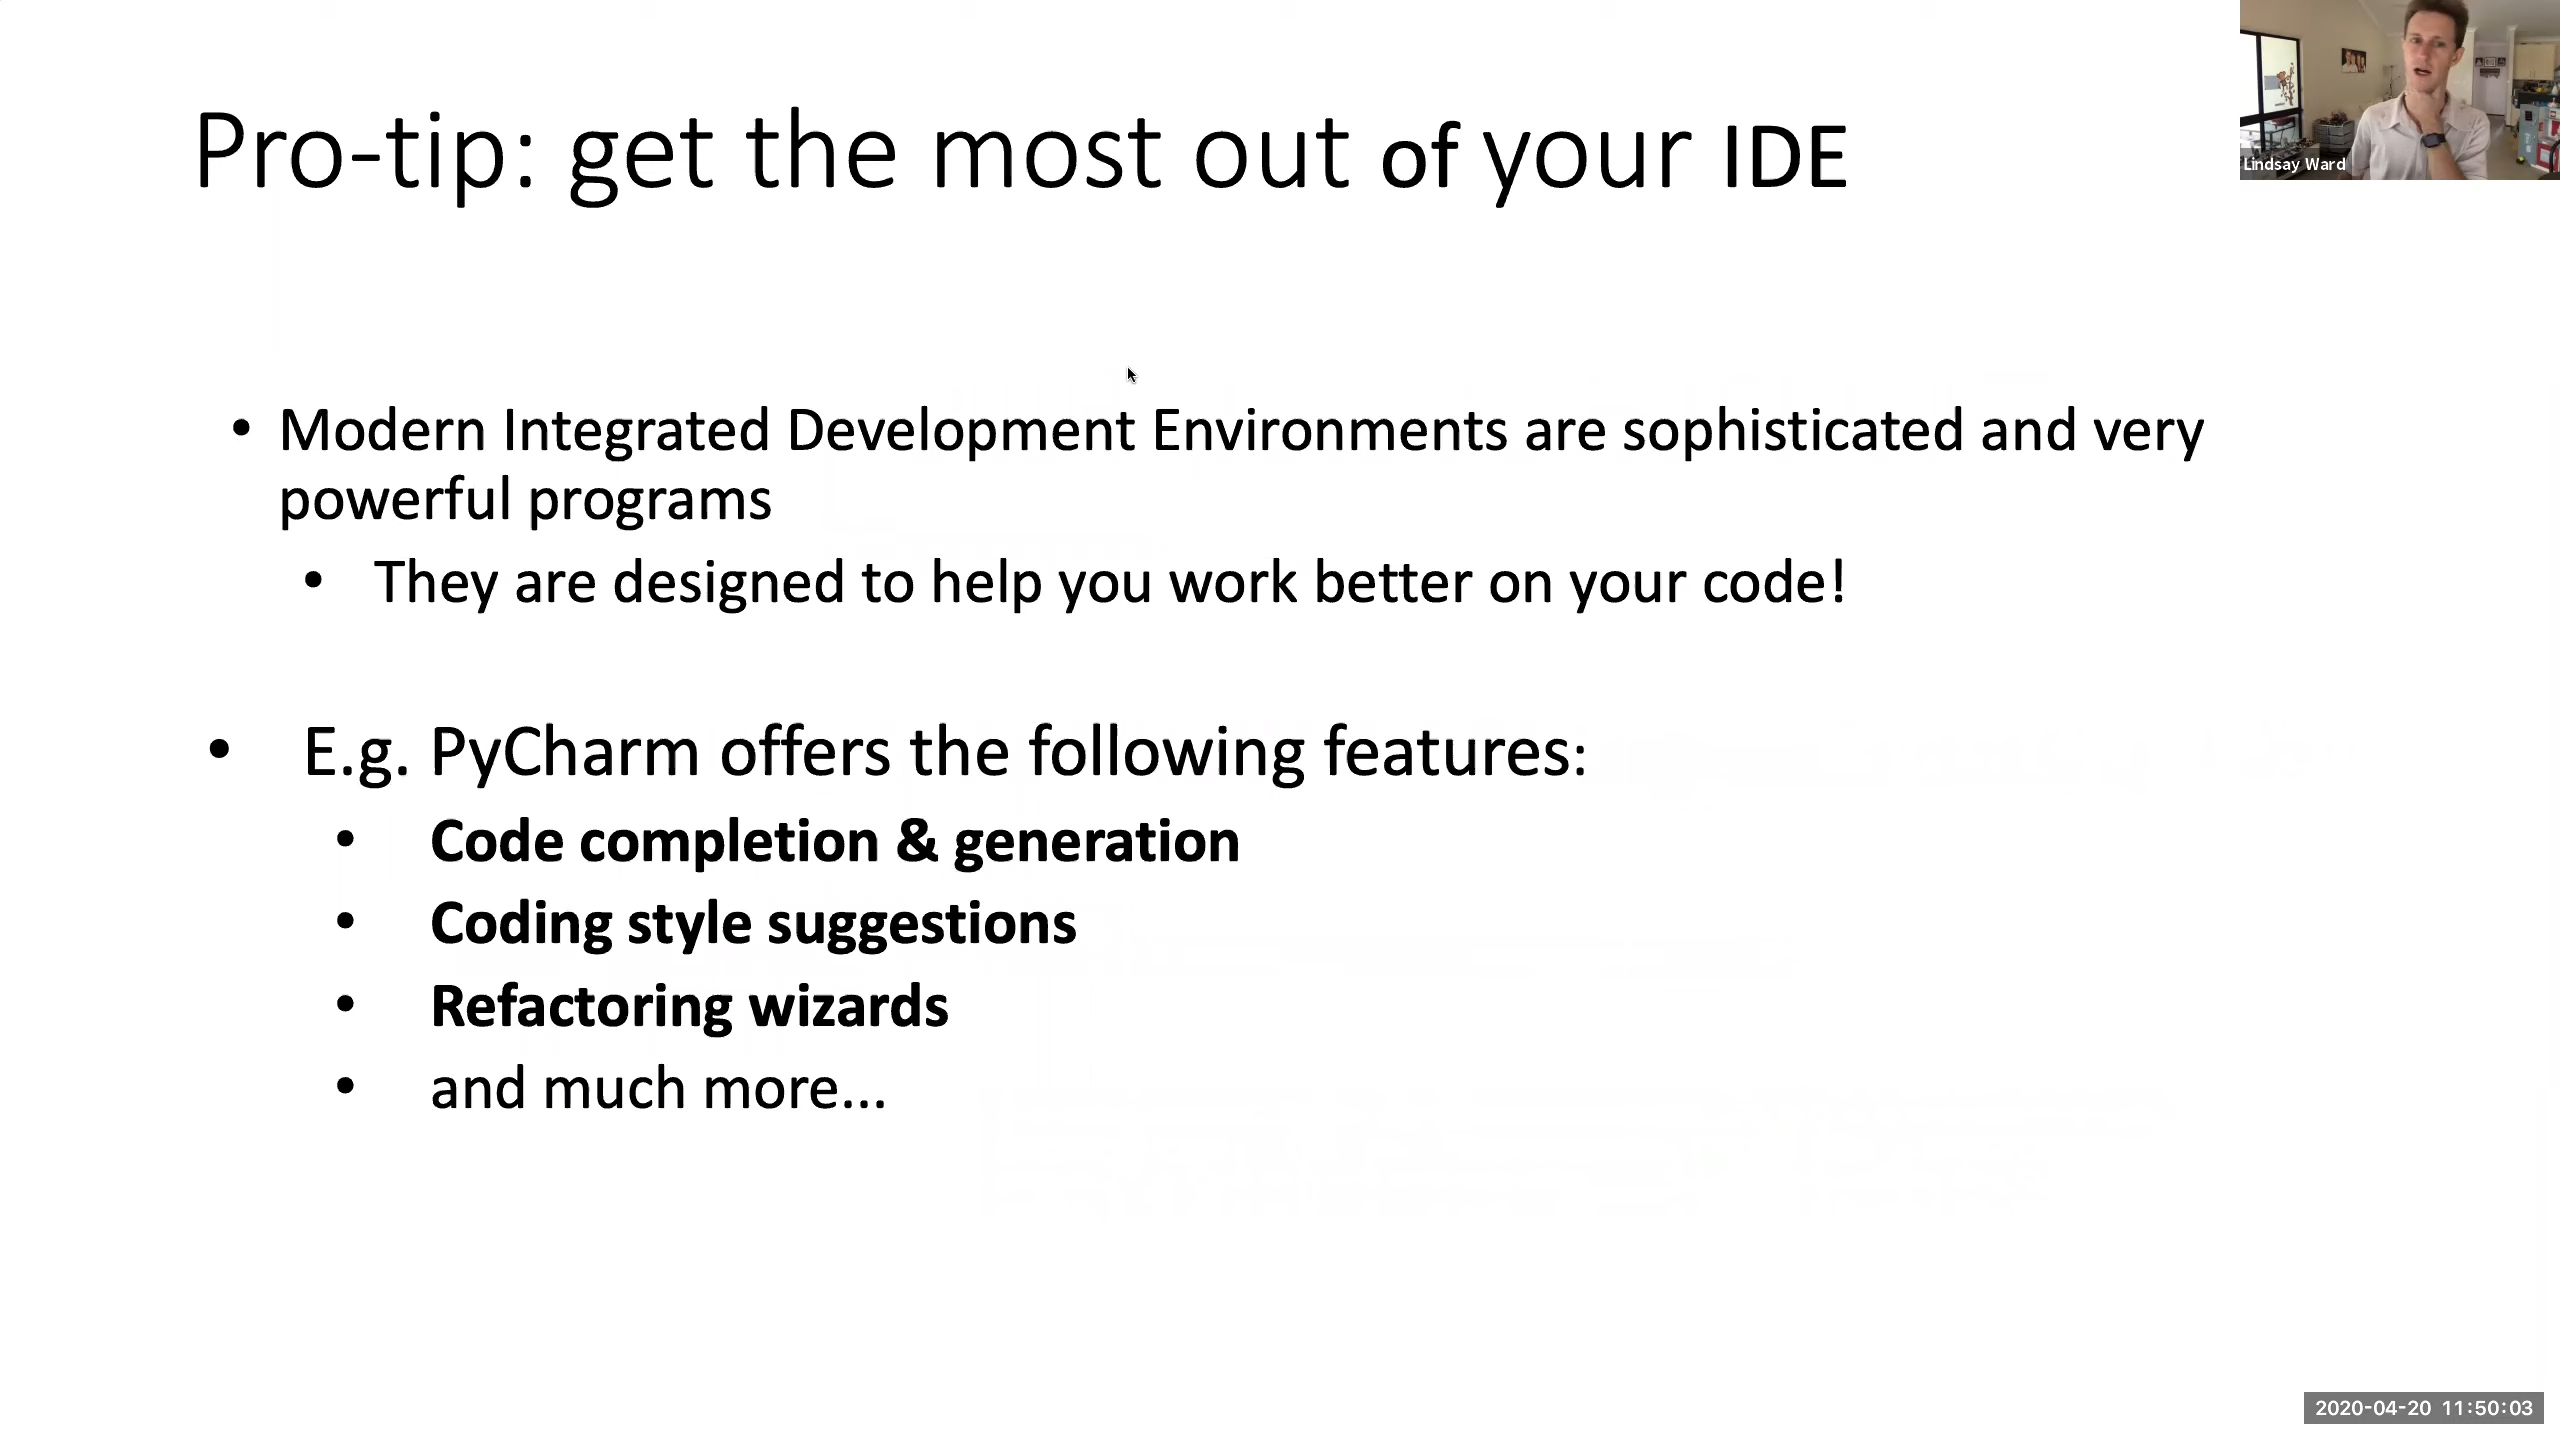 Pro-tip: get the most out of your IDE
Lindsay Ward
• Modern Integrated Development Environments are sophisticated and very
powerful programs
• They are designed to help you work better on your code!
• E.g. PyCharm offers the following features:
• Code completion & generation
• Coding style suggestions
• Refactoring wizards
• and much more...
2020-04-20 11:50:03